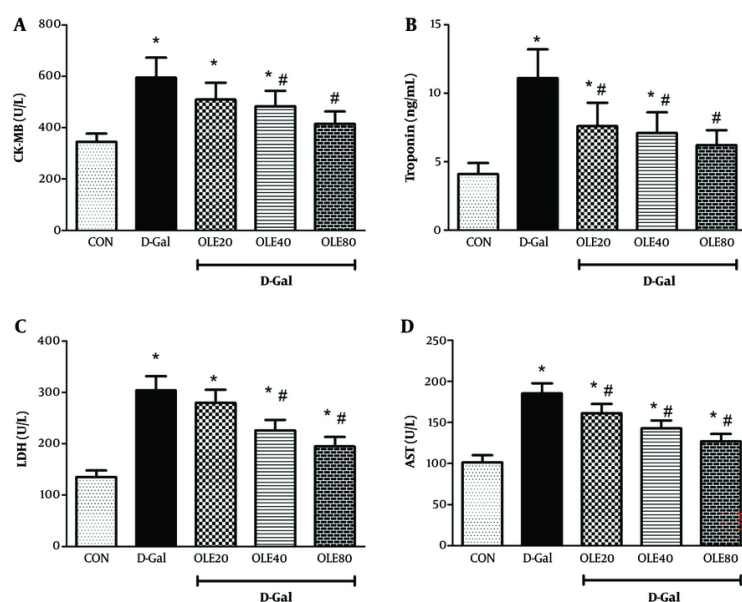 A
CK-MB (U/L)
800
600
400
200
0
*
*
* #
#
CON D-Gal OLE20 OLE40 OLE80
D-Gal
B
Troponin (ng/mL)
15
10
5
0
*
* #
* #
#
CON D-Gal OLE20 OLE40 OLE80
D-Gal
C
LDH (U/L)
400
300
200
100
0
*
*
* #
* #
CON D-Gal OLE20 OLE40 OLE80
D-Gal
D
AST (U/L)
250
200
150
100
50
0
*
* #
* #
* #
CON D-Gal OLE20 OLE40 OLE80
D-Gal